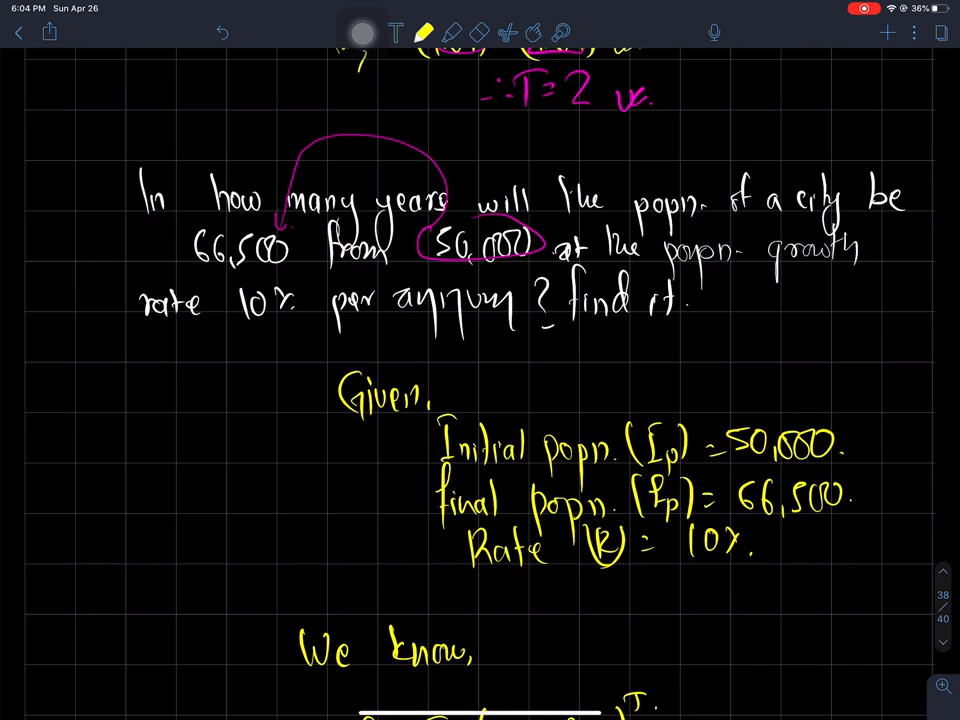 6:04 PM Sun Apr 26
36%
∴T=2
In how many years will the popn. of a city be
66,500 from 50,000 at the popn. growth
rate 10% per annum? find it.
Given,
Initial popn. (Ip) = 50,000.
final popn. (fp) = 66,500.
Rate (R) = 10%.
We know,
)T.
38
/
40